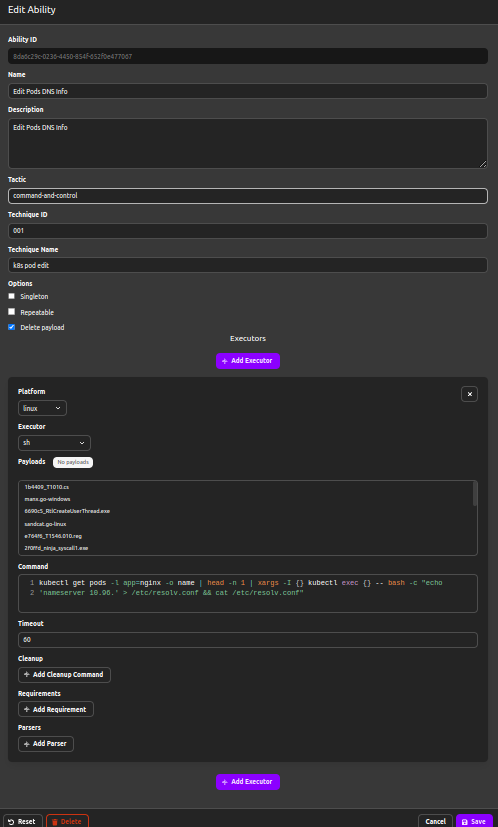 Edit Ability
Ability ID
8da6c29c-0236-4450-854f-652f0e477067
Name
Edit Pods DNS Info
Description
Edit Pods DNS Info
Tactic
command-and-control
Technique ID
001
Technique Name
k8s pod edit
Options
Singleton
Repeatable
Delete payload
Executors
+ Add Executor
Platform
linux
Executor
sh
Payloads No payloads
1b4409_T1010.cs
manx.go-windows
6690c5_RtlCreateUserThread.exe
sandcat.go-linux
e764f6_T1546.010.reg
2f0ffd_ninja_syscall1.exe
Command
1 kubectl get pods -l app=nginx -o name | head -n 1 | xargs -I {} kubectl exec {} -- bash -c "echo
2 'nameserver 10.96.' > /etc/resolv.conf && cat /etc/resolv.conf"
Timeout
60
Cleanup
+ Add Cleanup Command
Requirements
+ Add Requirement
Parsers
+ Add Parser
+ Add Executor
Reset Delete Cancel Save